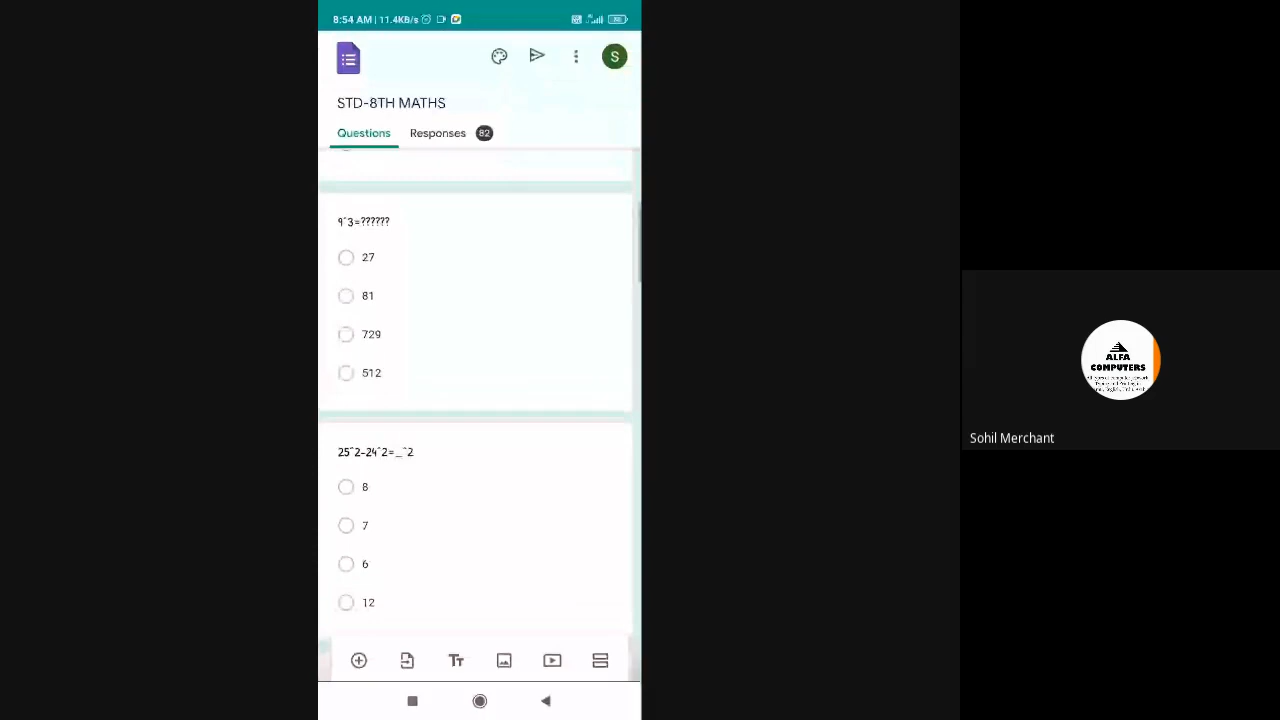 8:54 AM | 11.4KB/s
S
STD-8TH MATHS
Questions Responses 82
9^3=??????
27
81
729
512
25^2-24^2=_^2
8
7
6
12
Tт
ALFA
COMPUTERS
Sohil Merchant